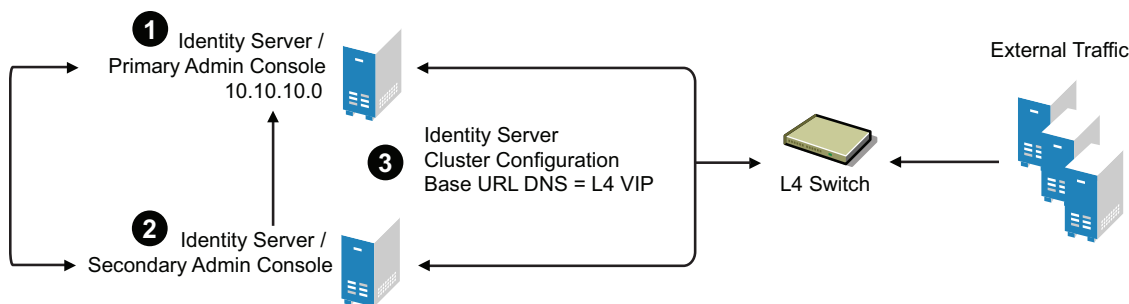 1
Identity Server /
Primary Admin Console
10.10.10.0
External Traffic
3
Identity Server
Cluster Configuration
Base URL DNS = L4 VIP
L4 Switch
2
Identity Server /
Secondary Admin Console